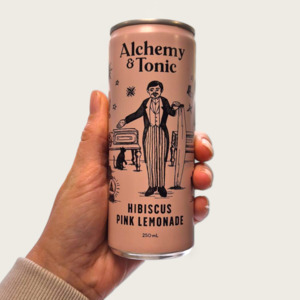 Alchemy
& Tonic
HIBISCUS
PINK LEMONADE
250mL